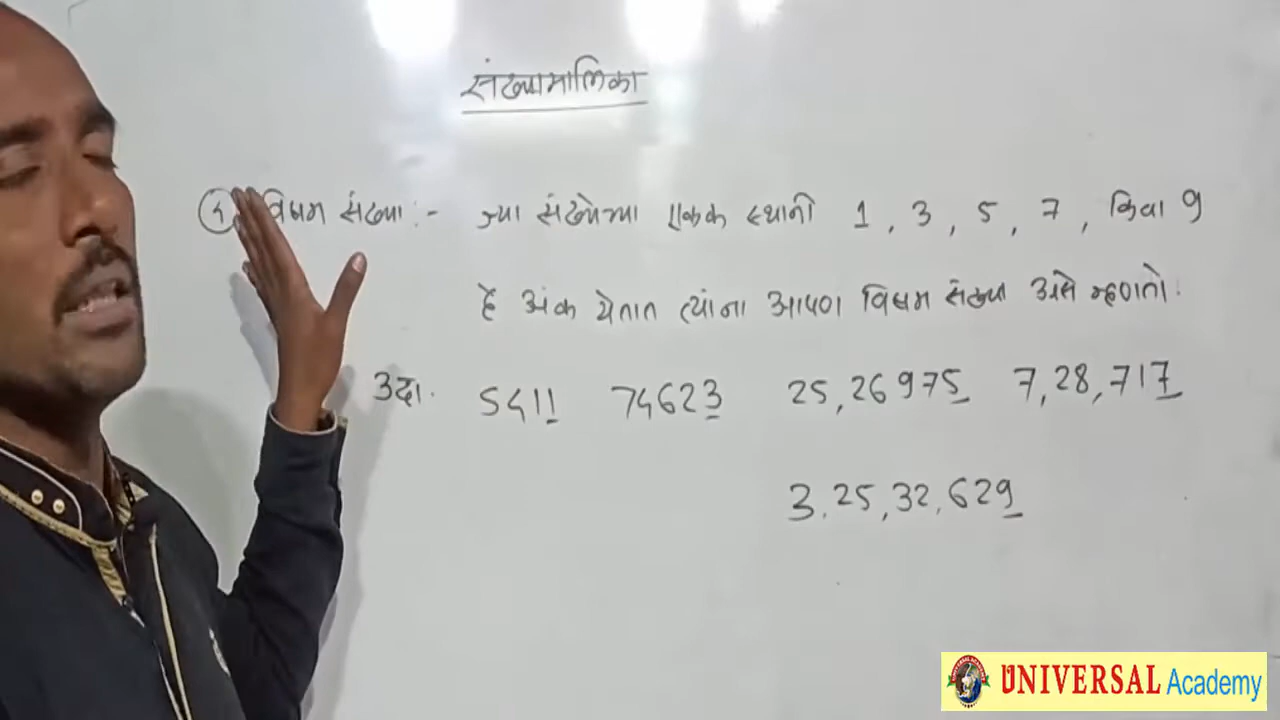 संख्यामालिका
विषम संख्या :- ज्या संख्येच्या एकक स्थानी 1, 3, 5, 7, किंवा 9
हे अंक येतात त्यांना आपण विषम संख्या असे म्हणतो.
उदा. 5411 74623 25,26975 7,28,717
3,25,32,629
UNIVERSAL Academy